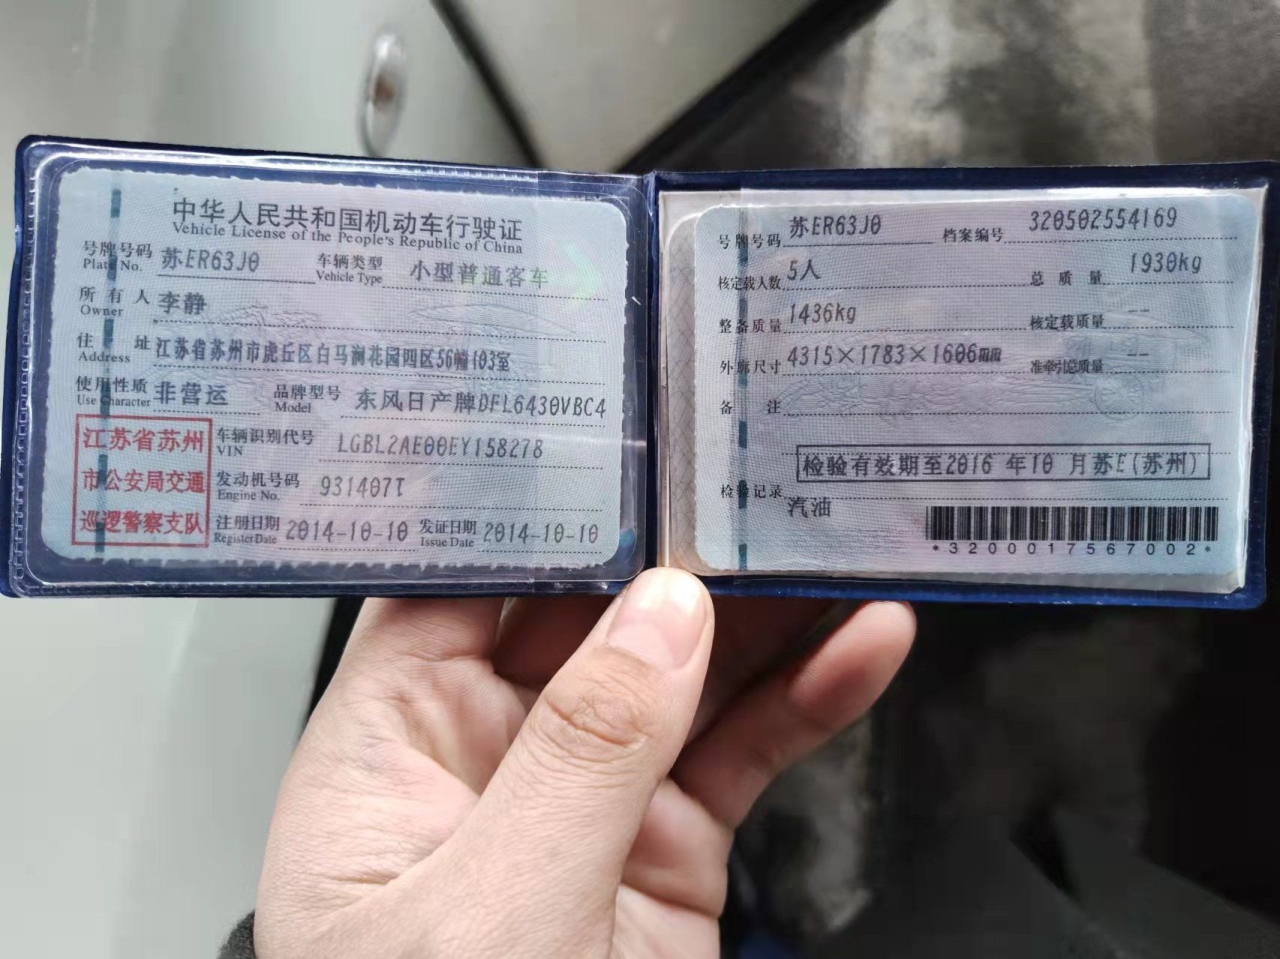 中华人民共和国机动车行驶证
Vehicle License of the People's Republic of China
号牌号码 苏ER63J0 车辆类型 小型普通客车
Plate No. Vehicle Type
所有人 李静
Owner
住址 江苏省苏州市虎丘区白马涧花园四区56幢103室
Address
使用性质 非营运 品牌型号 东风日产牌DFL6430VBC4
Use Character Model
江苏省苏州
市公安局交通
巡逻警察支队
车辆识别代号 LGBL2AE00EY158278
VIN
发动机号码 931407T
Engine No.
注册日期 2014-10-10 发证日期 2014-10-10
Register Date Issue Date
号牌号码 苏ER63J0 档案编号 320502554169
核定载人数 5人 总质量 1930kg
整备质量 1436kg 核定载质量 --
外廓尺寸 4315×1783×1606mm 准牵引总质量 --
备注
检验有效期至2016 年10 月苏E(苏州)
检验记录
汽油
*3200017567002*